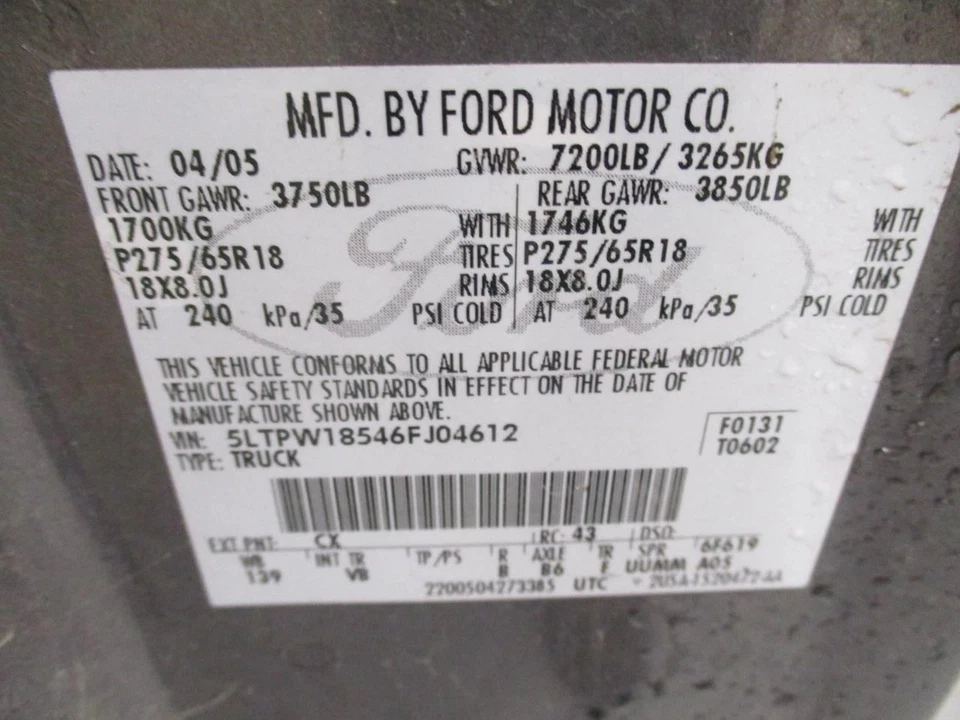 MFD. BY FORD MOTOR CO.
DATE: 04/05 GVWR: 7200LB / 3265KG
FRONT GAWR: 3750LB REAR GAWR: 3850LB
1700KG WITH 1746KG WITH
P275/65R18 TIRES P275/65R18 TIRES
18X8.0J RIMS 18X8.0J RIMS
AT 240 kPa/35 PSI COLD AT 240 kPa/35 PSI COLD
Ford
THIS VEHICLE CONFORMS TO ALL APPLICABLE FEDERAL MOTOR
VEHICLE SAFETY STANDARDS IN EFFECT ON THE DATE OF
MANUFACTURE SHOWN ABOVE.
VIN: 5LTPW18546FJ04612 F0131
TYPE: TRUCK T0602
EXT PNT: CX RC: 43 DSO:
WB INT TR TP/PS R AXLE TR SPR 6F619
139 VB B B6 F UUMM A05
2200504273385 UTC